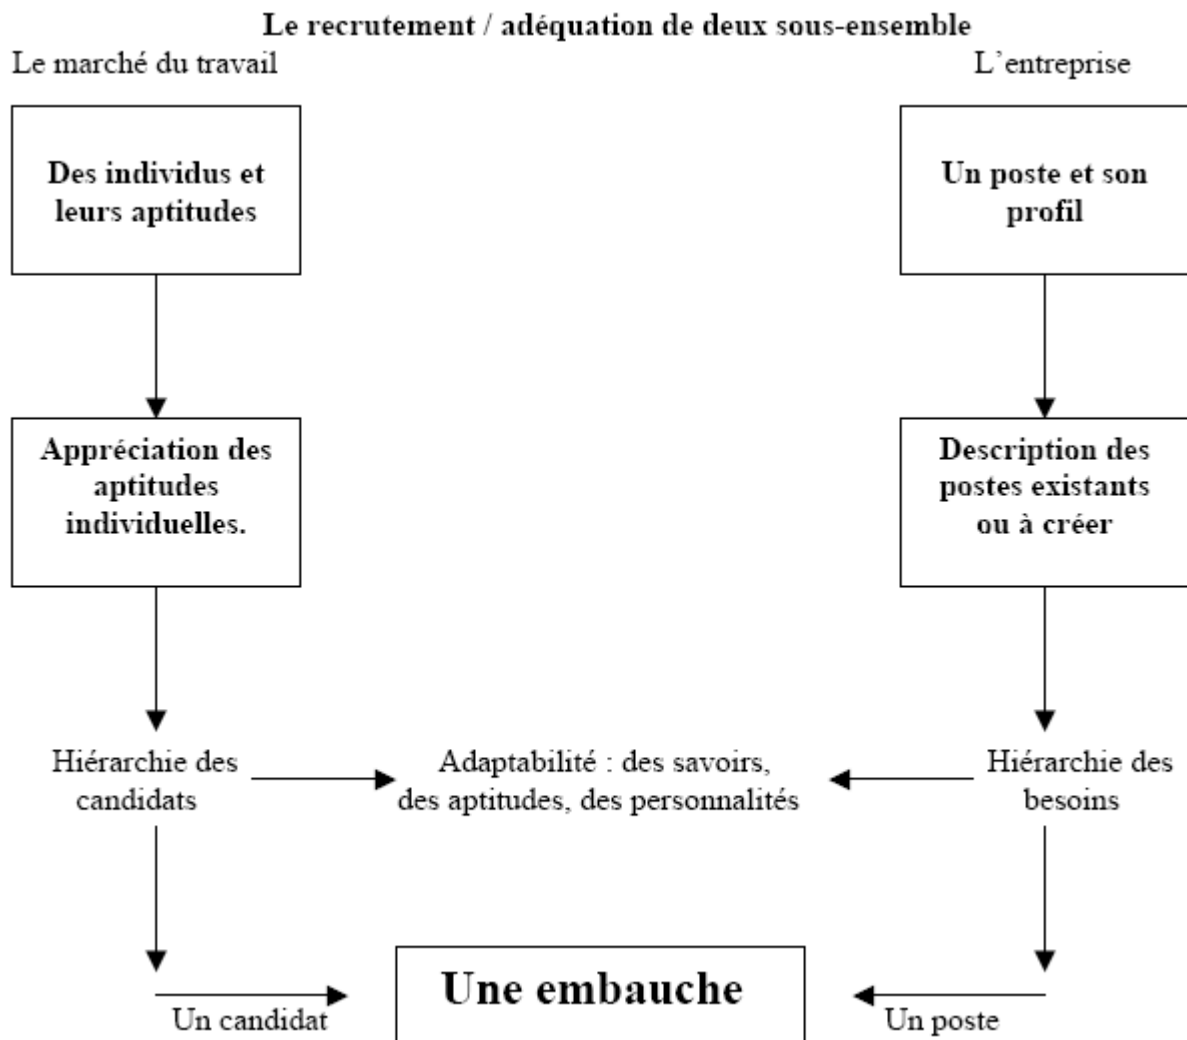 Le recrutement / adéquation de deux sous-ensemble
Le marché du travail
L'entreprise
Des individus et
leurs aptitudes
Un poste et son
profil
Appréciation des
aptitudes
individuelles.
Description des
postes existants
ou à créer
Hiérarchie des
candidats
Adaptabilité : des savoirs,
des aptitudes, des personnalités
Hiérarchie des
besoins
Une embauche
Un candidat
Un poste